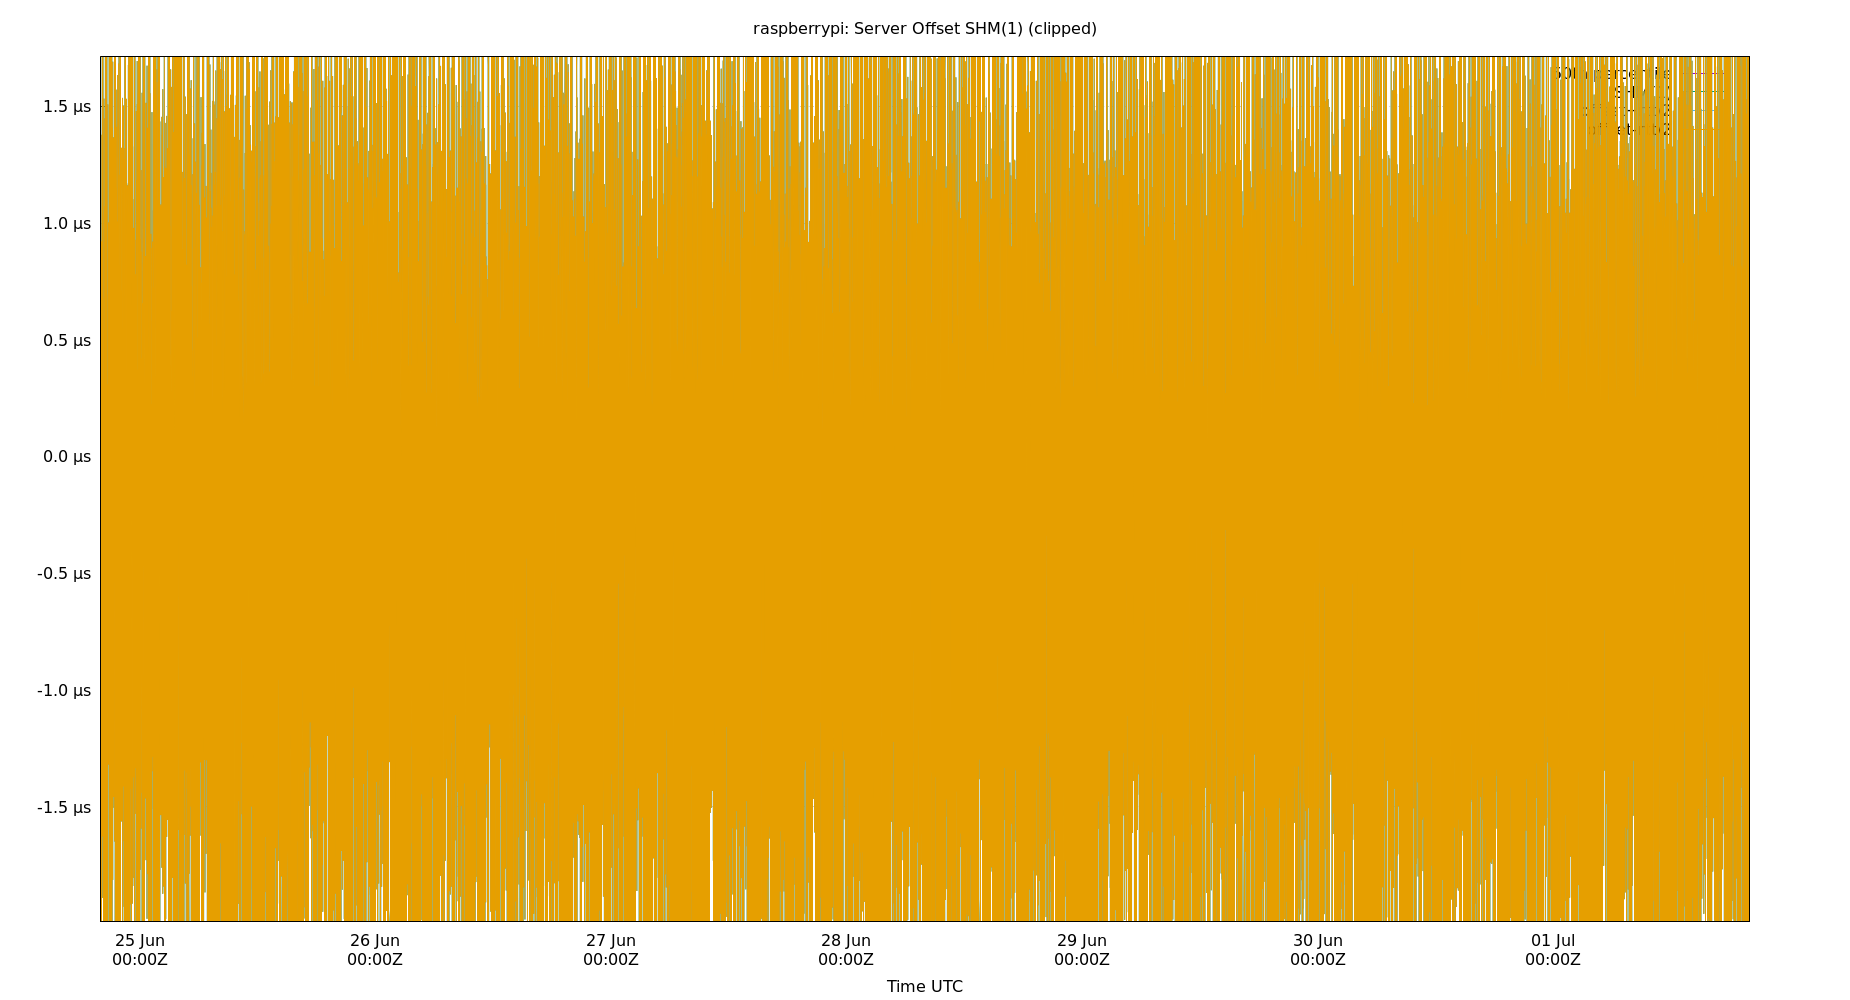 raspberrypi: Server Offset SHM(1) (clipped)
1.5 µs
1.0 µs
0.5 µs
0.0 µs
-0.5 µs
-1.0 µs
-1.5 µs
25 Jun 26 Jun 27 Jun 28 Jun 29 Jun 30 Jun 01 Jul
00:00Z 00:00Z 00:00Z 00:00Z 00:00Z 00:00Z 00:00Z
Time UTC